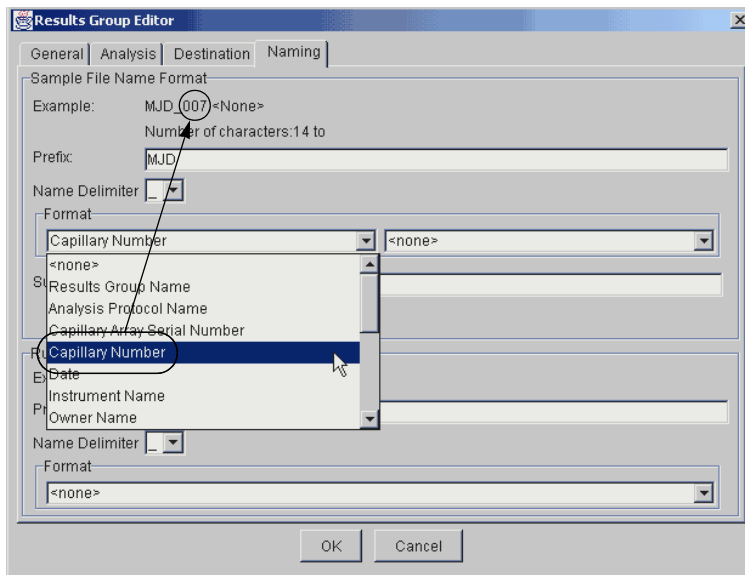 Results Group Editor
General Analysis Destination Naming
Sample File Name Format
Example: MJD_007<None>
Number of characters:14 to
Prefix: MJD
Name Delimiter _
Format
Capillary Number <none>
<none>
Results Group Name
Analysis Protocol Name
Capillary Array Serial Number
Capillary Number
Date
Instrument Name
Owner Name
Name Delimiter _
Format
<none>
OK Cancel